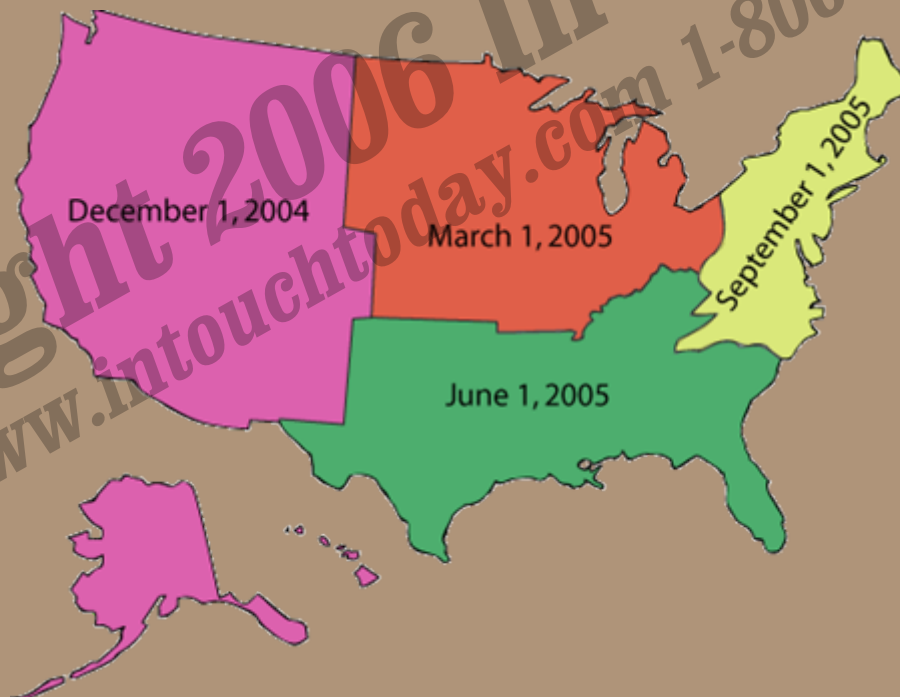 ght 2006 In
www.intouchtoday.com 1-800
December 1, 2004
March 1, 2005
September 1, 2005
June 1, 2005